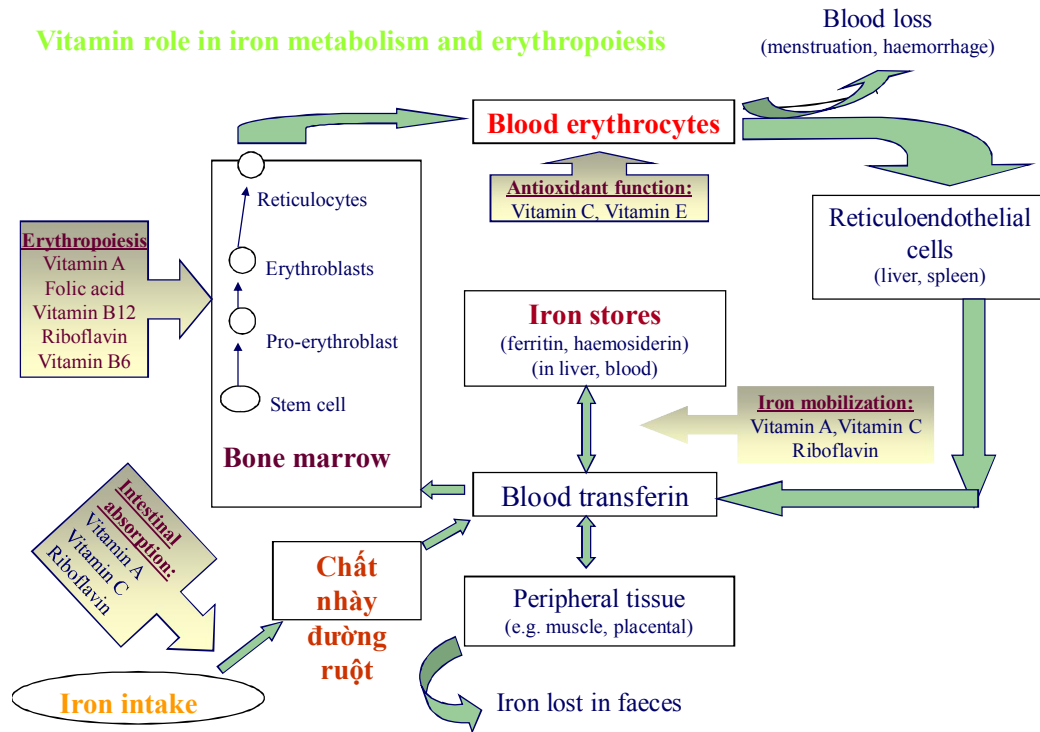 Vitamin role in iron metabolism and erythropoiesis
Blood loss
(menstruation, haemorrhage)
Blood erythrocytes
Antioxidant function:
Vitamin C, Vitamin E
Reticuloendothelial
cells
(liver, spleen)
Erythropoiesis
Vitamin A
Folic acid
Vitamin B12
Riboflavin
Vitamin B6
Reticulocytes
Erythroblasts
Pro-erythroblast
Stem cell
Bone marrow
Iron stores
(ferritin, haemosiderin)
(in liver, blood)
Iron mobilization:
Vitamin A,Vitamin C
Riboflavin
Blood transferin
Intestinal
absorption:
Vitamin A
Vitamin C
Riboflavin
Chất
nhày
đường
ruột
Peripheral tissue
(e.g. muscle, placental)
Iron intake
Iron lost in faeces